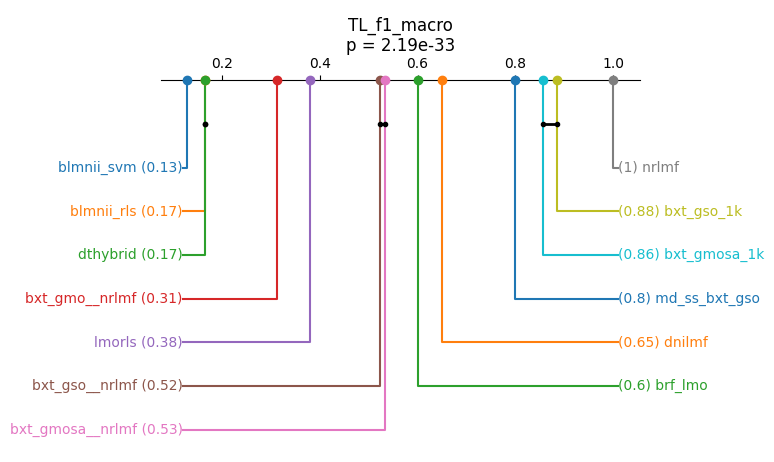 TL_f1_macro
p = 2.19e-33
0.2 0.4 0.6 0.8 1.0
blmnii_svm (0.13) (1) nrlmf
blmnii_rls (0.17) (0.88) bxt_gso_1k
dthybrid (0.17) (0.86) bxt_gmosa_1k
bxt_gmo__nrlmf (0.31) (0.8) md_ss_bxt_gso
lmorls (0.38) (0.65) dnilmf
bxt_gso__nrlmf (0.52) (0.6) brf_lmo
bxt_gmosa__nrlmf (0.53)